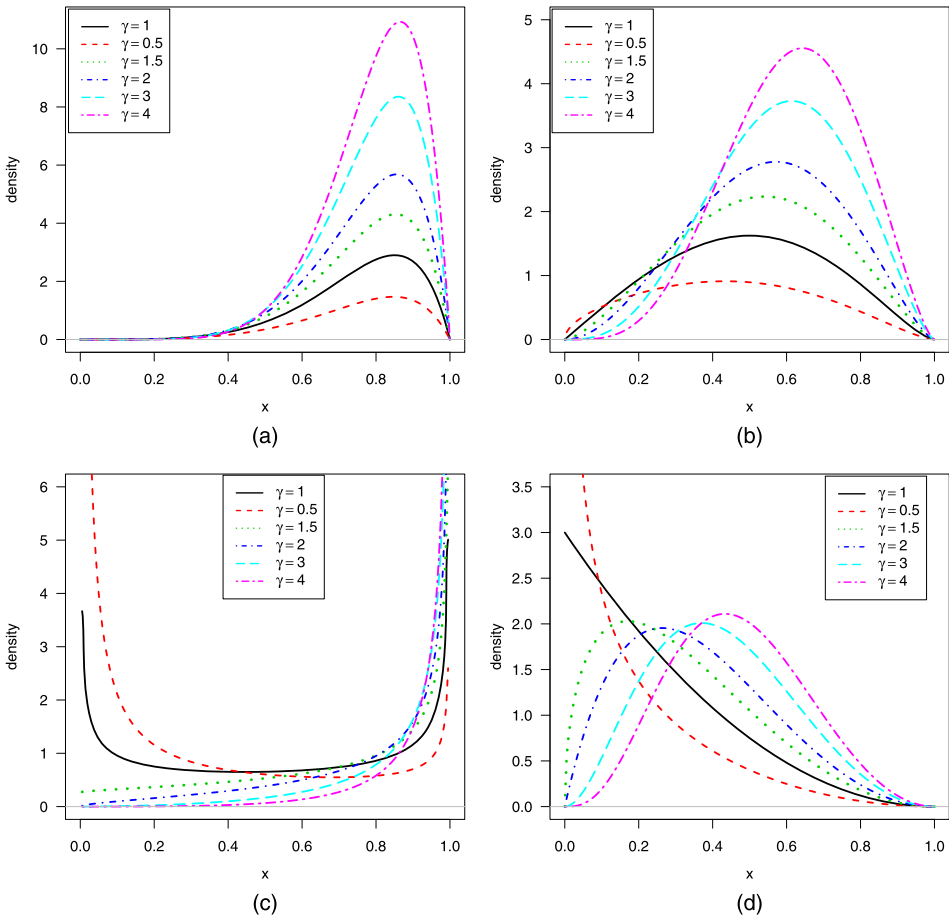 γ = 1
γ = 0.5
γ = 1.5
γ = 2
γ = 3
γ = 4
density
10
8
6
4
2
0
0.0 0.2 0.4 0.6 0.8 1.0
x
(a)
γ = 1
γ = 0.5
γ = 1.5
γ = 2
γ = 3
γ = 4
density
5
4
3
2
1
0
0.0 0.2 0.4 0.6 0.8 1.0
x
(b)
γ = 1
γ = 0.5
γ = 1.5
γ = 2
γ = 3
γ = 4
density
6
5
4
3
2
1
0
0.0 0.2 0.4 0.6 0.8 1.0
x
(c)
γ = 1
γ = 0.5
γ = 1.5
γ = 2
γ = 3
γ = 4
density
3.5
3.0
2.5
2.0
1.5
1.0
0.5
0.0
0.0 0.2 0.4 0.6 0.8 1.0
x
(d)